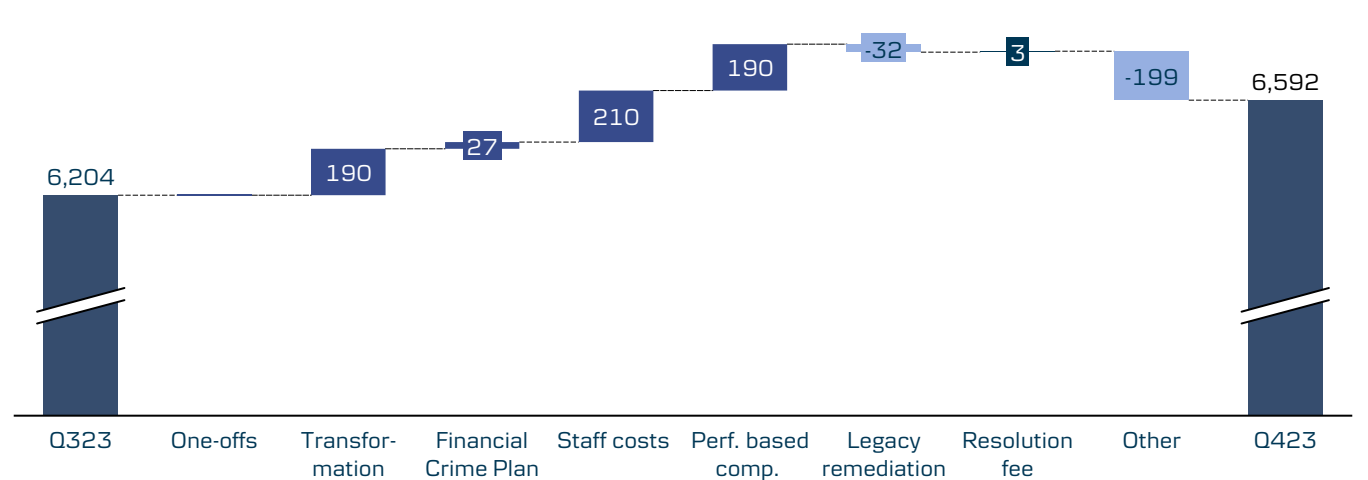 6,204
190
27
210
190
-32
3
-199
6,592
Q323
One-offs
Transfor-
mation
Financial
Crime Plan
Staff costs
Perf. based
comp.
Legacy
remediation
Resolution
fee
Other
Q423